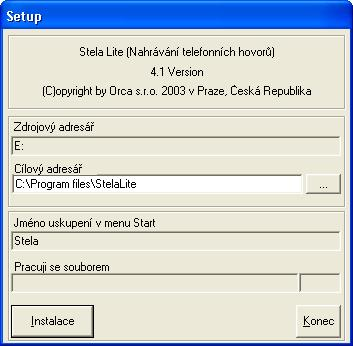 Setup
Stela Lite (Nahrávání telefonních hovorů)
4.1 Version
(C)opyright by Orca s.r.o. 2003 v Praze, Česká Republika
Zdrojový adresář
E:
Cílový adresář
C:\Program files\StelaLite
...
Jméno uskupení v menu Start
Stela
Pracuji se souborem
Instalace
Konec